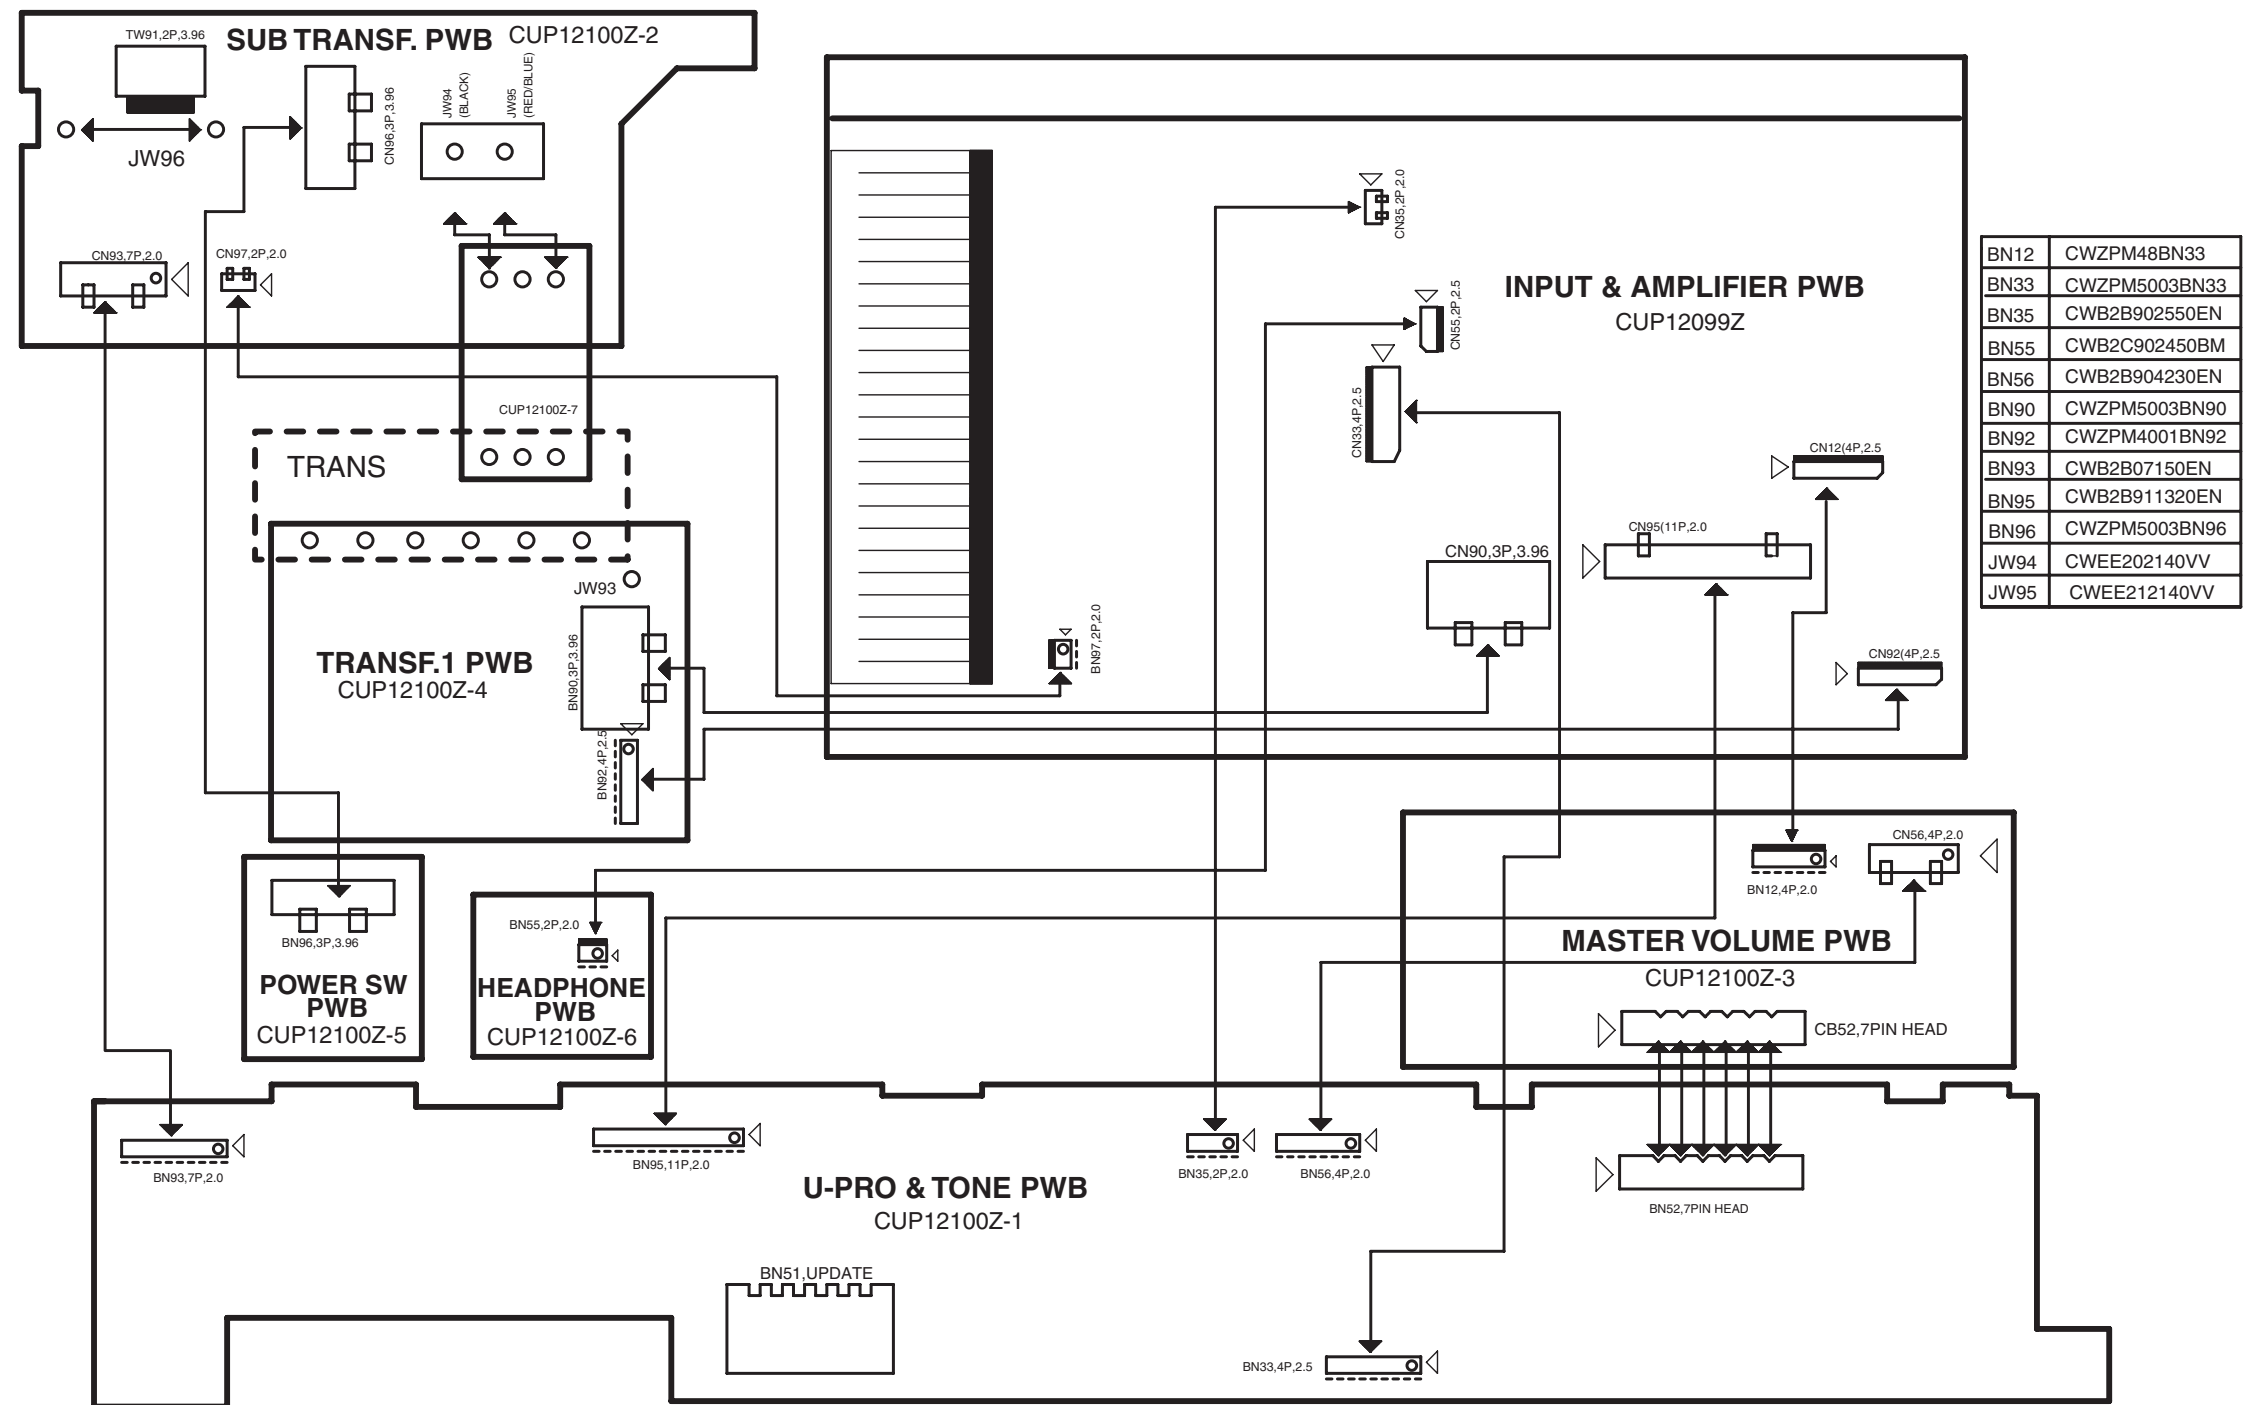 TW91,2P,3.96
SUB TRANSF. PWB
CUP12100Z-2
CN96,3P,3.96
JW94
(BLACK)
JW95
(RED/BLUE)
JW96
CN93,7P,2.0
CN97,2P,2.0
CUP12100Z-7
TRANS
JW93
BN90,3P,3.96
TRANSF.1 PWB
CUP12100Z-4
BN92,4P,2.5
BN96,3P,3.96
POWER SW
PWB
CUP12100Z-5
BN55,2P,2.0
HEADPHONE
PWB
CUP12100Z-6
CN35,2P,2.0
INPUT & AMPLIFIER PWB
CUP12099Z
CN55,2P,2.5
CN33,4P,2.5
CN12(4P,2.5
CN95(11P,2.0
CN90,3P,3.96
BN97,2P,2.0
CN92(4P,2.5
BN12 CWZPM48BN33
BN33 CWZPM5003BN33
BN35 CWB2B902550EN
BN55 CWB2C902450BM
BN56 CWB2B904230EN
BN90 CWZPM5003BN90
BN92 CWZPM4001BN92
BN93 CWB2B07150EN
BN95 CWB2B911320EN
BN96 CWZPM5003BN96
JW94 CWEE202140VV
JW95 CWEE212140VV
CN56,4P,2.0
BN12,4P,2.0
MASTER VOLUME PWB
CUP12100Z-3
CB52,7PIN HEAD
BN93,7P,2.0
BN95,11P,2.0
BN35,2P,2.0
BN56,4P,2.0
U-PRO & TONE PWB
CUP12100Z-1
BN52,7PIN HEAD
BN51,UPDATE
BN33,4P,2.5